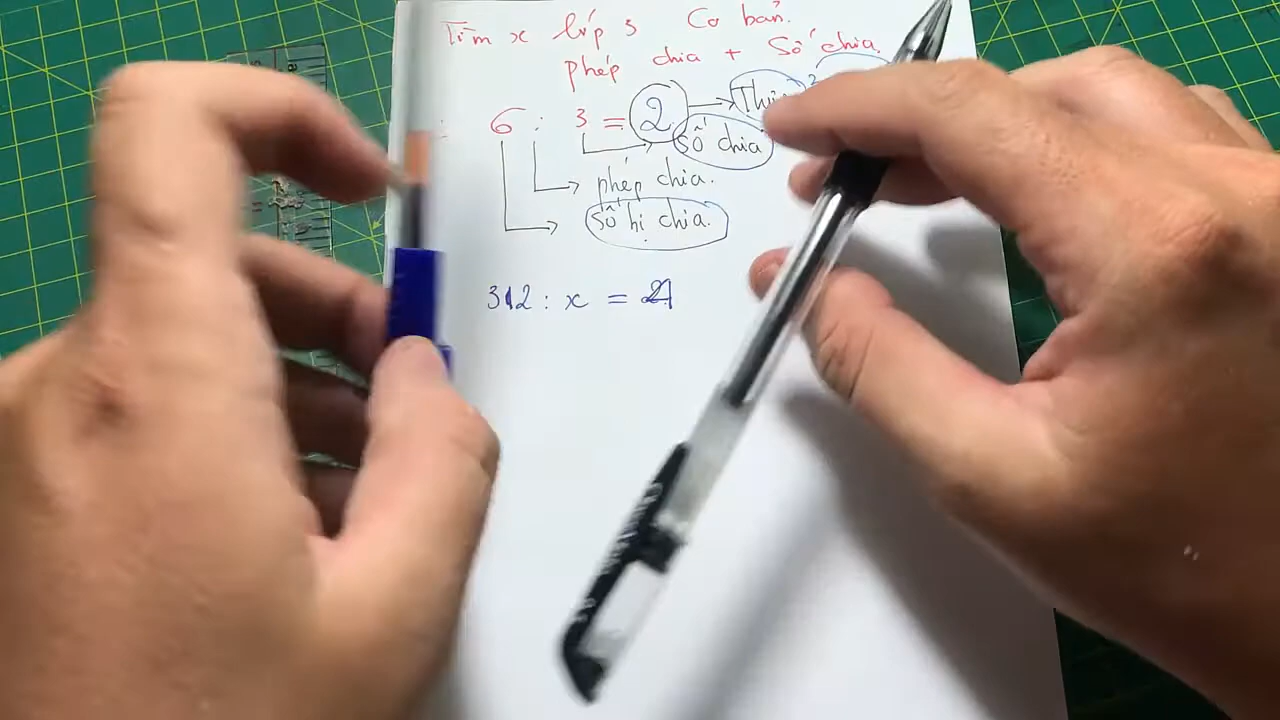 Tìm x lớp 3 Cơ bản.
phép chia + Số chia.
6 : 3 = 2
số chia
phép chia.
Số bị chia.
312 : x =